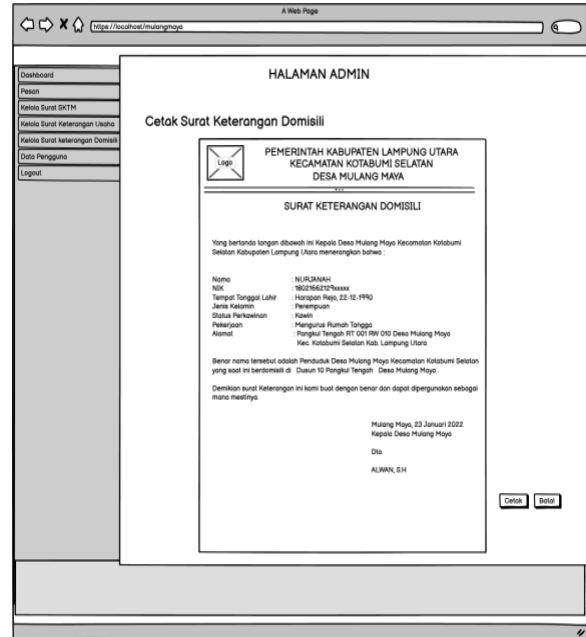 A Web Page
https://localhost/mulangmaya
Dashboard
Pesan
Kelola Surat SKTM
Kelola Surat Keterangan Usaha
Kelola Surat keterangan Domisili
Data Pengguna
Logout
HALAMAN ADMIN
Cetak Surat Keterangan Domisili
Logo
PEMERINTAH KABUPATEN LAMPUNG UTARA
KECAMATAN KOTABUMI SELATAN
DESA MULANG MAYA
SURAT KETERANGAN DOMISILI
Yang bertanda tangan dibawah ini Kepala Desa Mulang Maya Kecamatan Kotabumi
Selatan Kabupaten Lampung Utara menerangkan bahwa :
Nama : NURJANAH
NIK : 18021662129xxxxx
Tempat Tanggal Lahir : Harapan Rejo, 22-12-1990
Jenis Kelamin : Perempuan
Status Perkawinan : Kawin
Pekerjaan : Mengurus Rumah Tangga
Alamat : Pangkul Tengah RT 001 RW 010 Desa Mulang Maya
Kec. Kotabumi Selatan Kab. Lampung Utara
Benar nama tersebut adalah Penduduk Desa Mulang Maya Kecamatan Kotabumi Selatan
yang saat ini berdomisili di Dusun 10 Pangkul Tengah Desa Mulang Maya .
Demikian surat Keterangan ini kami buat dengan benar dan dapat dipergunakan sebagai
mana mestinya.
Mulang Maya, 23 Januari 2022
Kepala Desa Mulang Maya
Dto.
ALWAN, S.H
Cetak
Batal